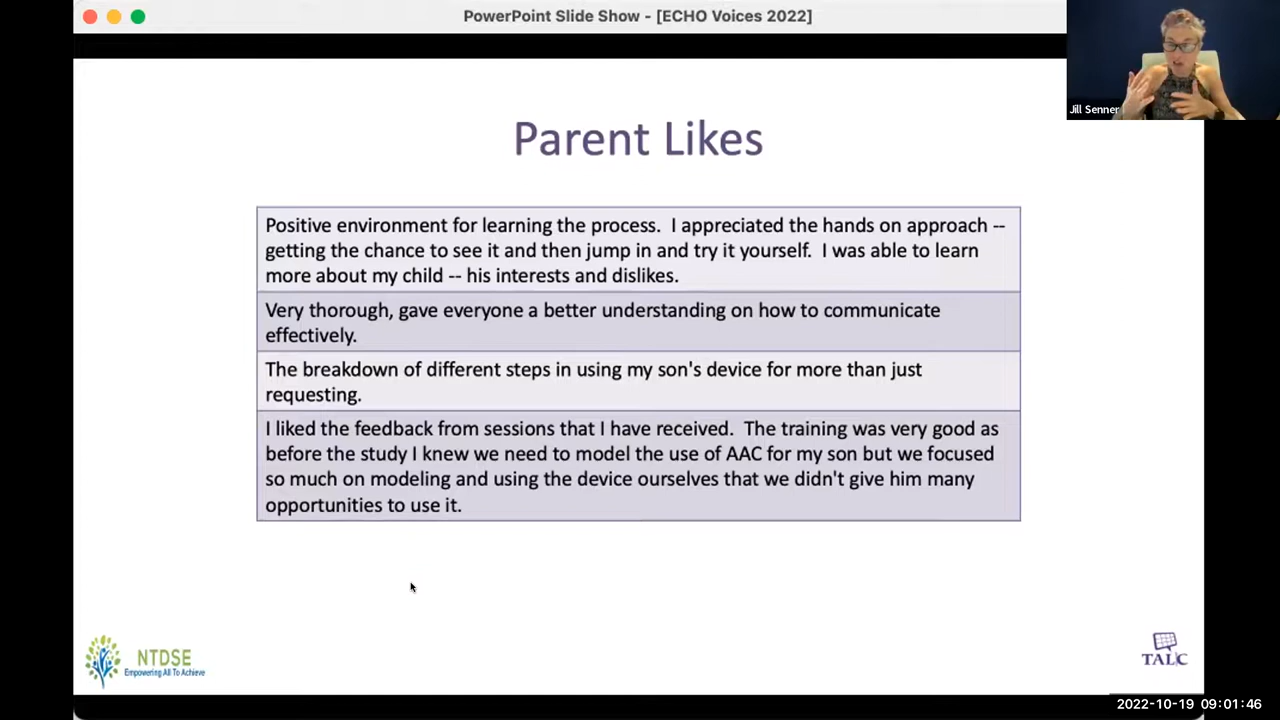 PowerPoint Slide Show - [ECHO Voices 2022]
Jill Senner
Parent Likes
Positive environment for learning the process.  I appreciated the hands on approach --
getting the chance to see it and then jump in and try it yourself.  I was able to learn
more about my child -- his interests and dislikes.
Very thorough, gave everyone a better understanding on how to communicate
effectively.
The breakdown of different steps in using my son's device for more than just
requesting.
I liked the feedback from sessions that I have received.  The training was very good as
before the study I knew we need to model the use of AAC for my son but we focused
so much on modeling and using the device ourselves that we didn't give him many
opportunities to use it.
NTDSE
Empowering All To Achieve
TALC
2022-10-19 09:01:46